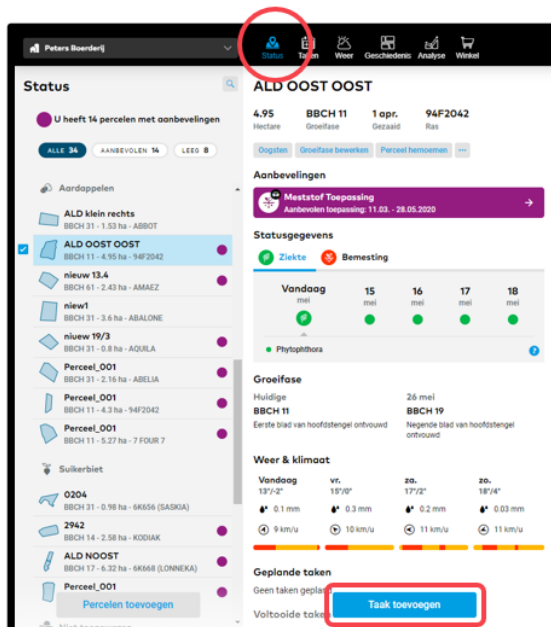 Peters Boerderij
Status
Taken
Weer
Geschiedenis
Analyse
Winkel
Status
U heeft 14 percelen met aanbevelingen
ALLE 34
AANBEVOLEN 14
LEEG 8
Aardappelen
ALD klein rechts
BBCH 31 - 1.53 ha - ABBOT
ALD OOST OOST
BBCH 11 - 4.95 ha - 94F2042
nieuw 13.4
BBCH 61 - 2.43 ha - AMAEZ
niew1
BBCH 31 - 3.6 ha - ABALONE
niuew 19/3
BBCH 31 - 0.8 ha - AQUILA
Perceel_001
BBCH 31 - 2.16 ha - ABELIA
Perceel_001
BBCH 11 - 4.3 ha - 94F2042
Perceel_001
BBCH 11 - 5.27 ha - 7 FOUR 7
Suikerbiet
0204
BBCH 31 - 0.98 ha - 6K656 (SASKIA)
2942
BBCH 14 - 2.58 ha - KODIAK
ALD NOOST
BBCH 17 - 6.32 ha - 6K668 (LONNEKA)
Perceel_001
Percelen toevoegen
ALD OOST OOST
4.95 BBCH 11 1 apr. 94F2042
Hectare Groeifase Gezaaid Ras
Oogsten Groeifase bewerken Perceel hernoemen ...
Aanbevelingen
Meststof Toepassing
Aanbevolen toepassing: 11.03. - 28.05.2020
Statusgegevens
Ziekte Bemesting
Vandaag 15 16 17 18
mei mei mei mei mei
Phytophthora ?
Groeifase
Huidige 26 mei
BBCH 11 BBCH 19
Eerste blad van hoofdstengel ontvouwd Negende blad van hoofdstengel
ontvouwd
Weer & klimaat
Vandaag vr. za. zo.
13°/-2° 15°/0° 17°/2° 18°/4°
0.1 mm 0.3 mm 0.2 mm 0.03 mm
9 km/u 10 km/u 11 km/u 11 km/u
Geplande taken
Geen taken gepland
Taak toevoegen
Voltooide taken